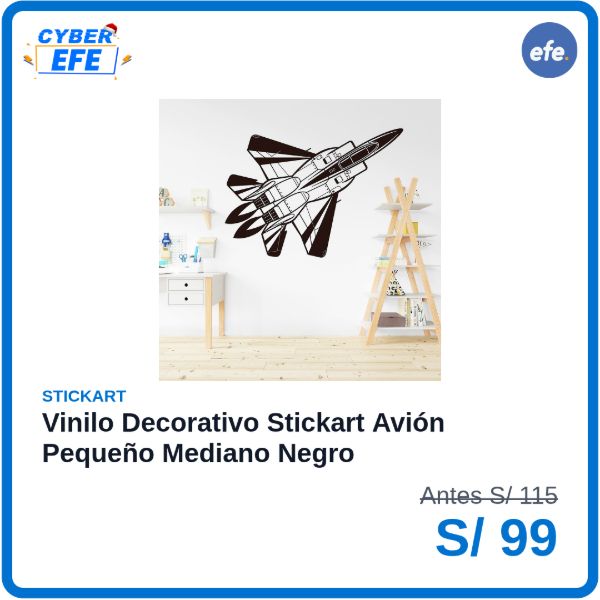 CYBER
EFE
efe.
STICKART
Vinilo Decorativo Stickart Avión
Pequeño Mediano Negro
Antes S/ 115
S/ 99